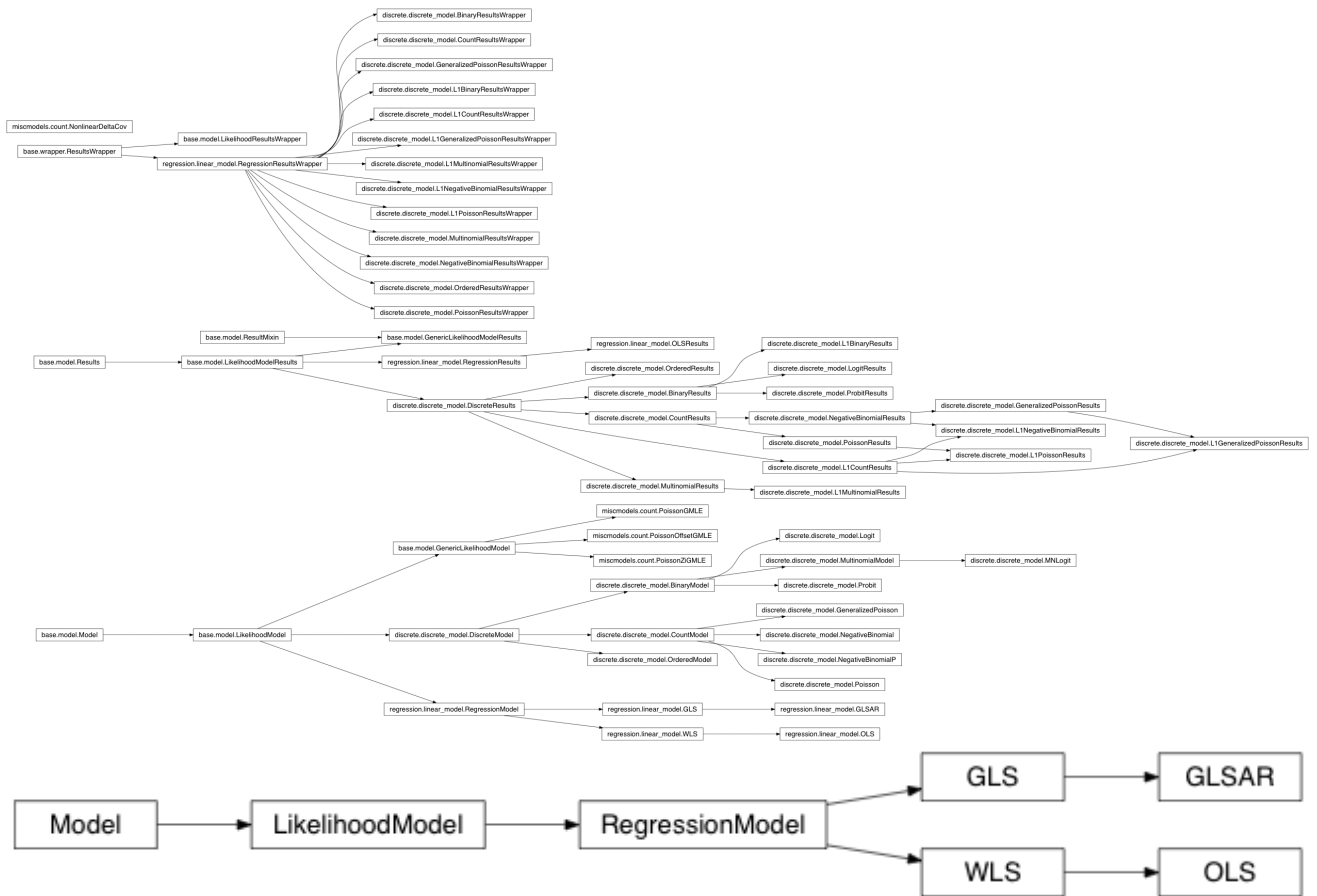 discrete.discrete_model.BinaryResultsWrapper
discrete.discrete_model.CountResultsWrapper
discrete.discrete_model.GeneralizedPoissonResultsWrapper
discrete.discrete_model.L1BinaryResultsWrapper
discrete.discrete_model.L1CountResultsWrapper
miscmodels.count.NonlinearDeltaCov
base.model.LikelihoodResultsWrapper
discrete.discrete_model.L1GeneralizedPoissonResultsWrapper
base.wrapper.ResultsWrapper
regression.linear_model.RegressionResultsWrapper
discrete.discrete_model.L1MultinomialResultsWrapper
discrete.discrete_model.L1NegativeBinomialResultsWrapper
discrete.discrete_model.L1PoissonResultsWrapper
discrete.discrete_model.MultinomialResultsWrapper
discrete.discrete_model.NegativeBinomialResultsWrapper
discrete.discrete_model.OrderedResultsWrapper
discrete.discrete_model.PoissonResultsWrapper
base.model.ResultMixin
base.model.GenericLikelihoodModelResults
regression.linear_model.OLSResults
discrete.discrete_model.L1BinaryResults
base.model.Results
base.model.LikelihoodModelResults
regression.linear_model.RegressionResults
discrete.discrete_model.OrderedResults
discrete.discrete_model.LogitResults
discrete.discrete_model.BinaryResults
discrete.discrete_model.ProbitResults
discrete.discrete_model.DiscreteResults
discrete.discrete_model.GeneralizedPoissonResults
discrete.discrete_model.CountResults
discrete.discrete_model.NegativeBinomialResults
discrete.discrete_model.L1NegativeBinomialResults
discrete.discrete_model.PoissonResults
discrete.discrete_model.L1GeneralizedPoissonResults
discrete.discrete_model.L1PoissonResults
discrete.discrete_model.L1CountResults
discrete.discrete_model.MultinomialResults
discrete.discrete_model.L1MultinomialResults
miscmodels.count.PoissonGMLE
miscmodels.count.PoissonOffsetGMLE
discrete.discrete_model.Logit
base.model.GenericLikelihoodModel
miscmodels.count.PoissonZiGMLE
discrete.discrete_model.MultinomialModel
discrete.discrete_model.MNLogit
discrete.discrete_model.BinaryModel
discrete.discrete_model.Probit
discrete.discrete_model.GeneralizedPoisson
base.model.Model
base.model.LikelihoodModel
discrete.discrete_model.DiscreteModel
discrete.discrete_model.CountModel
discrete.discrete_model.NegativeBinomial
discrete.discrete_model.OrderedModel
discrete.discrete_model.NegativeBinomialP
discrete.discrete_model.Poisson
regression.linear_model.RegressionModel
regression.linear_model.GLS
regression.linear_model.GLSAR
regression.linear_model.WLS
regression.linear_model.OLS
GLS
GLSAR
Model
LikelihoodModel
RegressionModel
WLS
OLS